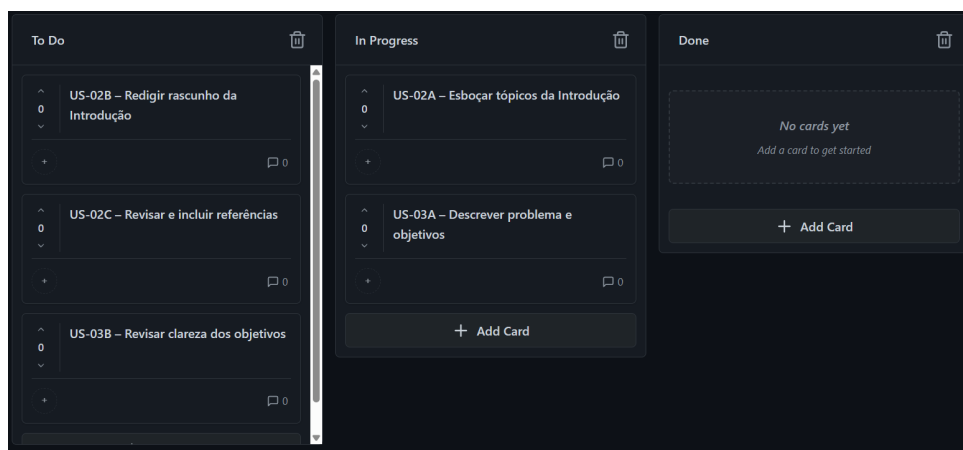 To Do
0
US-02B – Redigir rascunho da
Introdução
+
0
0
US-02C – Revisar e incluir referências
+
0
0
US-03B – Revisar clareza dos objetivos
+
0
In Progress
0
US-02A – Esboçar tópicos da Introdução
+
0
0
US-03A – Descrever problema e
objetivos
+
0
+ Add Card
Done
No cards yet
Add a card to get started
+ Add Card